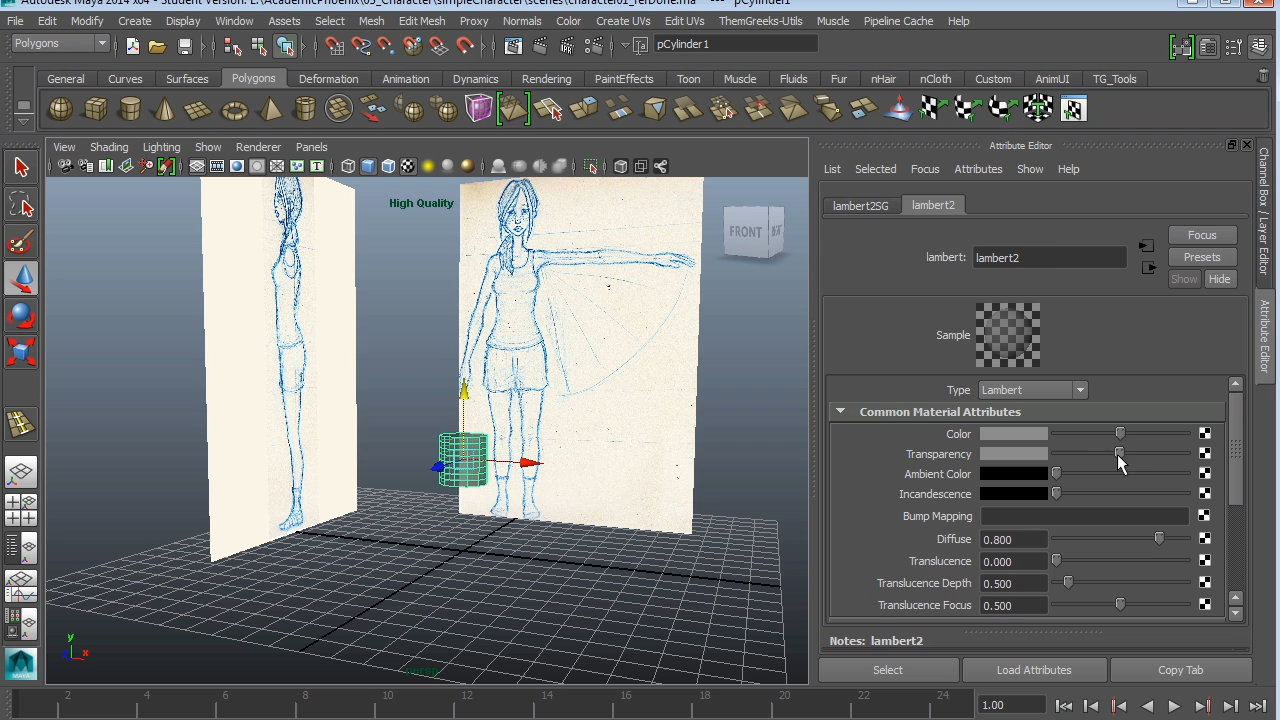 Autodesk Maya 2014 x64 - Student Version: E:\AcademicPhoenix\05_Character\simpleCharacter\scenes\character01_refDone.ma --- pCylinder1
File Edit Modify Create Display Window Assets Select Mesh Edit Mesh Proxy Normals Color Create UVs Edit UVs ThemGreeks-Utils Muscle Pipeline Cache Help
Polygons
pCylinder1
General Curves Surfaces Polygons Deformation Animation Dynamics Rendering PaintEffects Toon Muscle Fluids Fur nHair nCloth Custom AnimUI TG_Tools
View Shading Lighting Show Renderer Panels
High Quality
FRONT
y
x
Attribute Editor
List Selected Focus Attributes Show Help
lambert2SG lambert2
Focus
lambert: lambert2
Presets
Show Hide
Sample
Type Lambert
Common Material Attributes
Color
Transparency
Ambient Color
Incandescence
Bump Mapping
Diffuse 0.800
Translucence 0.000
Translucence Depth 0.500
Translucence Focus 0.500
Notes: lambert2
Select Load Attributes Copy Tab
Channel Box / Layer Editor
Attribute Editor
2 4 6 8 10 12 14 16 18 20 22 24
1.00